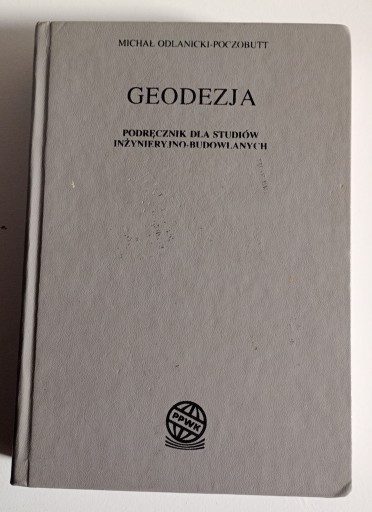 MICHAŁ ODLANICKI-POCZOBUTT
GEODEZJA
PODRĘCZNIK DLA STUDIÓW
INŻYNIERYJNO-BUDOWLANYCH
PPWK